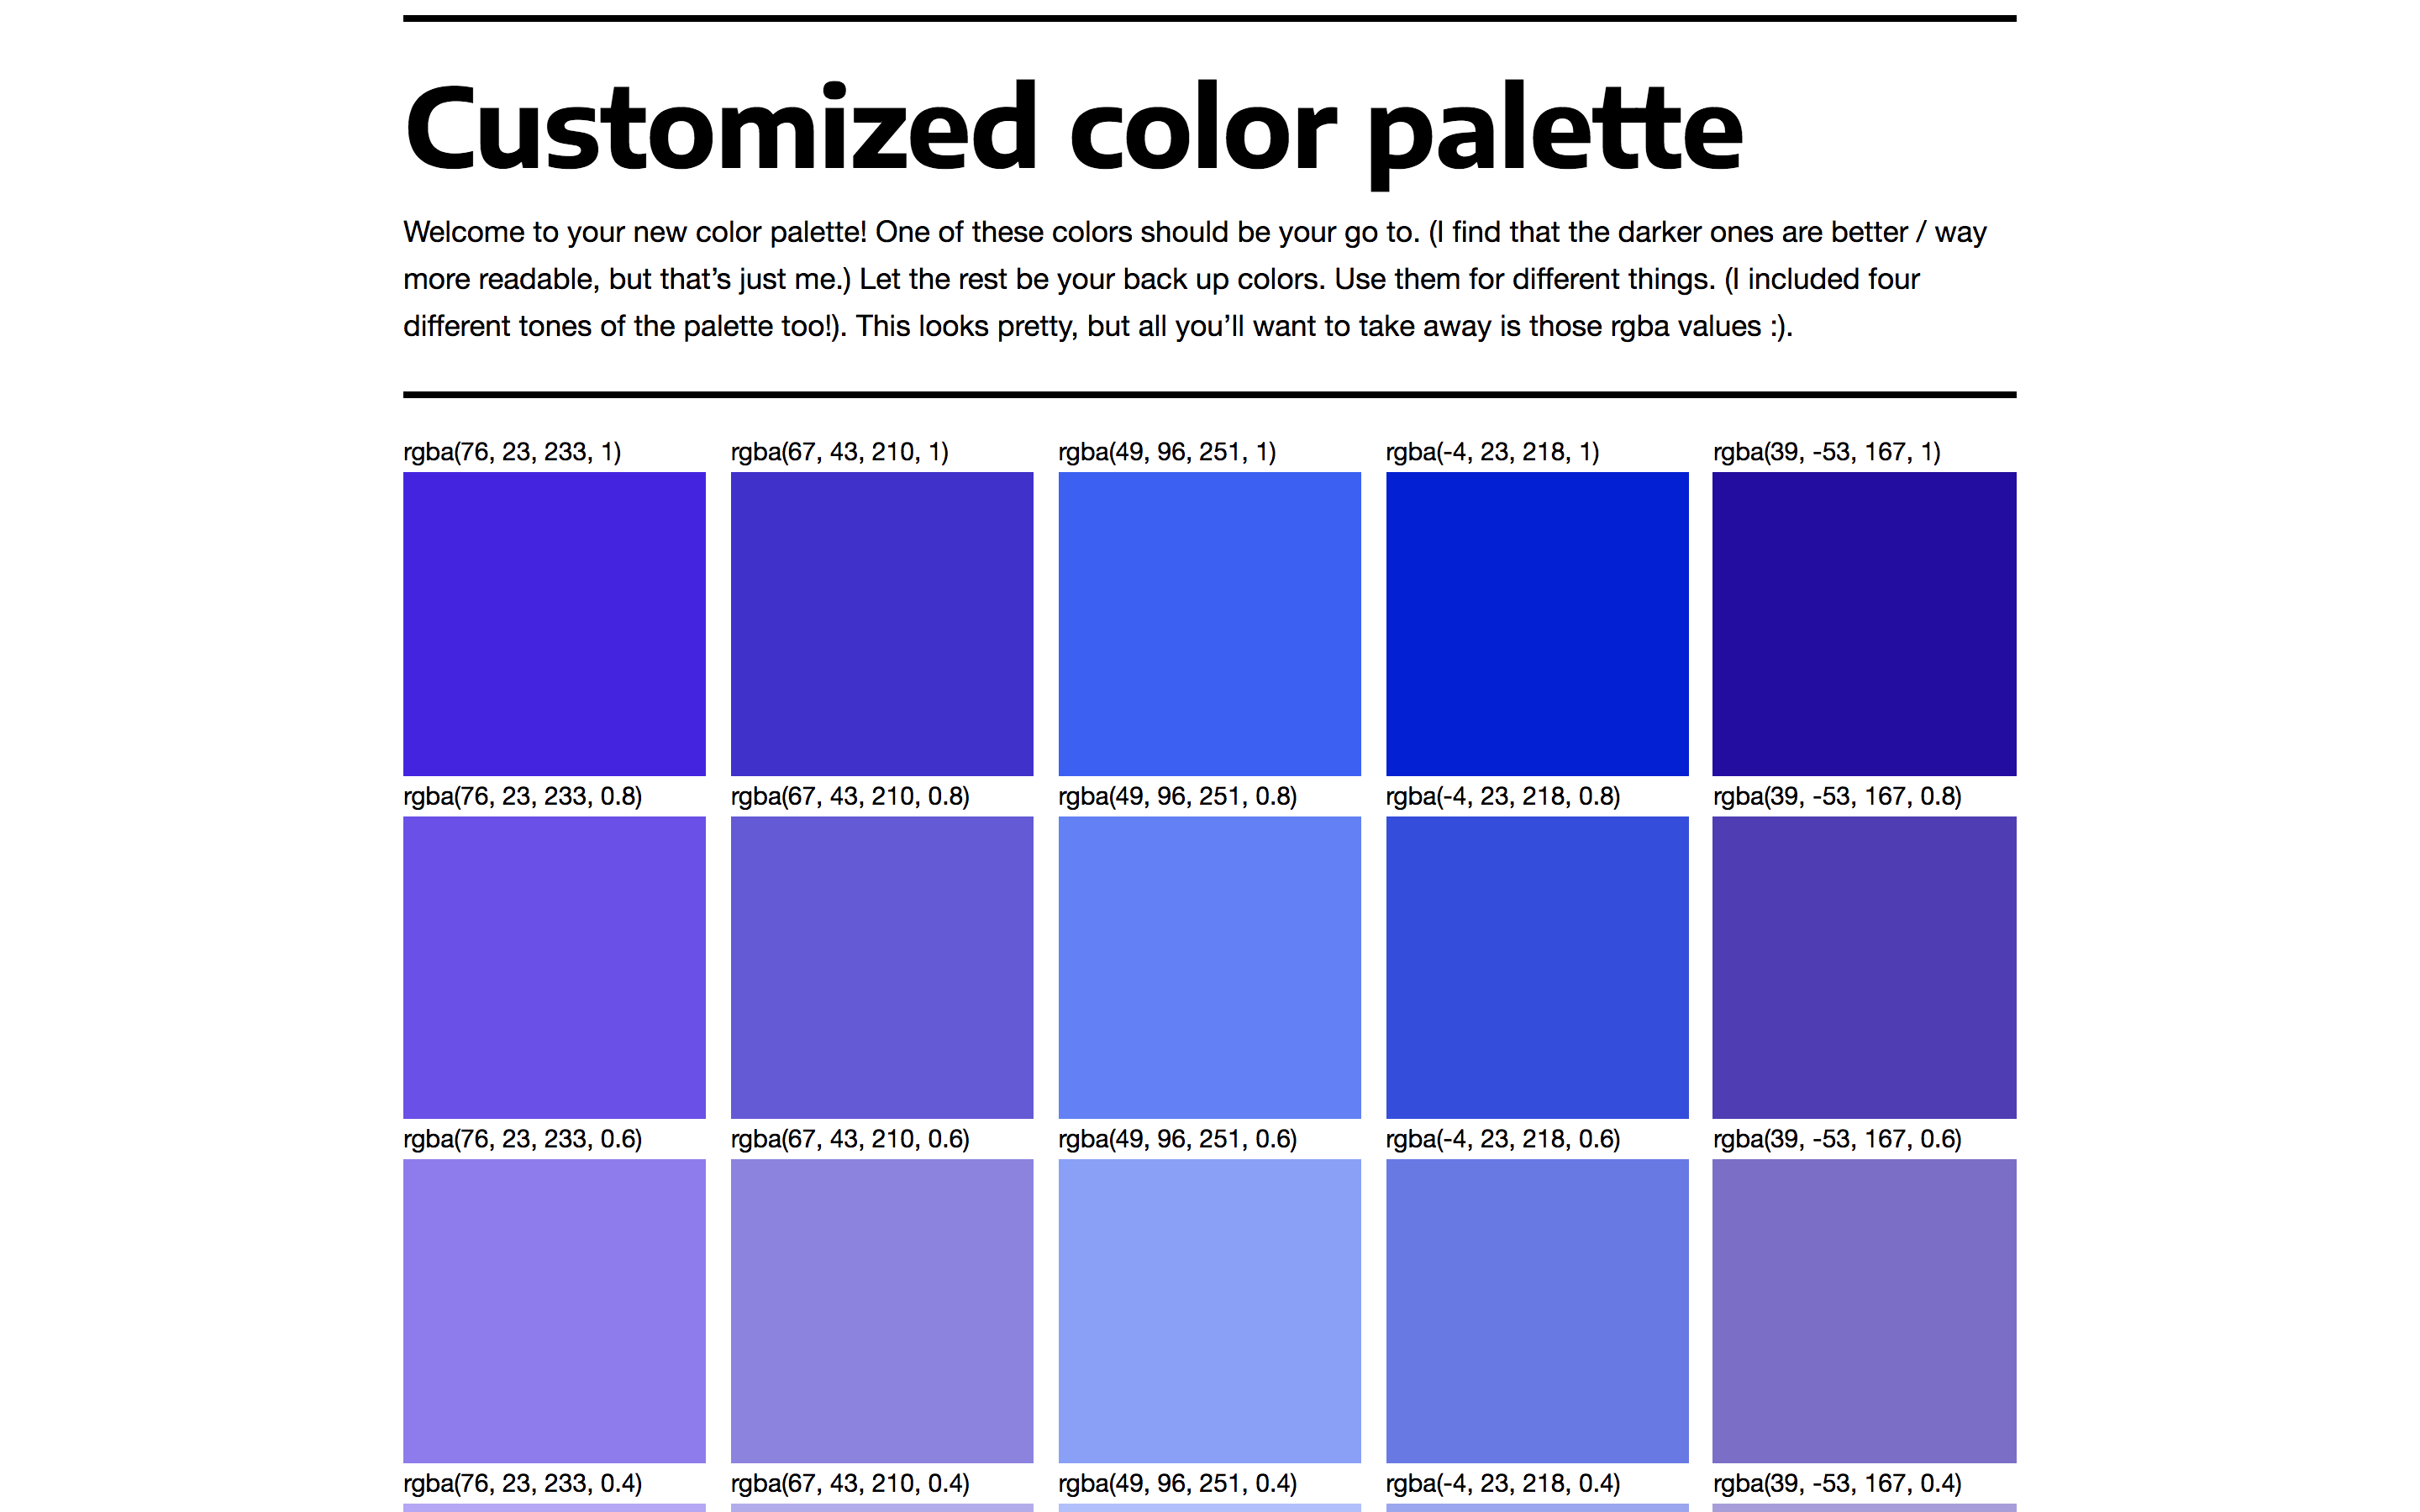 Customized color palette
Welcome to your new color palette! One of these colors should be your go to. (I find that the darker ones are better / way
more readable, but that’s just me.) Let the rest be your back up colors. Use them for different things. (I included four
different tones of the palette too!). This looks pretty, but all you’ll want to take away is those rgba values :).
rgba(76, 23, 233, 1) rgba(67, 43, 210, 1) rgba(49, 96, 251, 1) rgba(-4, 23, 218, 1) rgba(39, -53, 167, 1)
rgba(76, 23, 233, 0.8) rgba(67, 43, 210, 0.8) rgba(49, 96, 251, 0.8) rgba(-4, 23, 218, 0.8) rgba(39, -53, 167, 0.8)
rgba(76, 23, 233, 0.6) rgba(67, 43, 210, 0.6) rgba(49, 96, 251, 0.6) rgba(-4, 23, 218, 0.6) rgba(39, -53, 167, 0.6)
rgba(76, 23, 233, 0.4) rgba(67, 43, 210, 0.4) rgba(49, 96, 251, 0.4) rgba(-4, 23, 218, 0.4) rgba(39, -53, 167, 0.4)